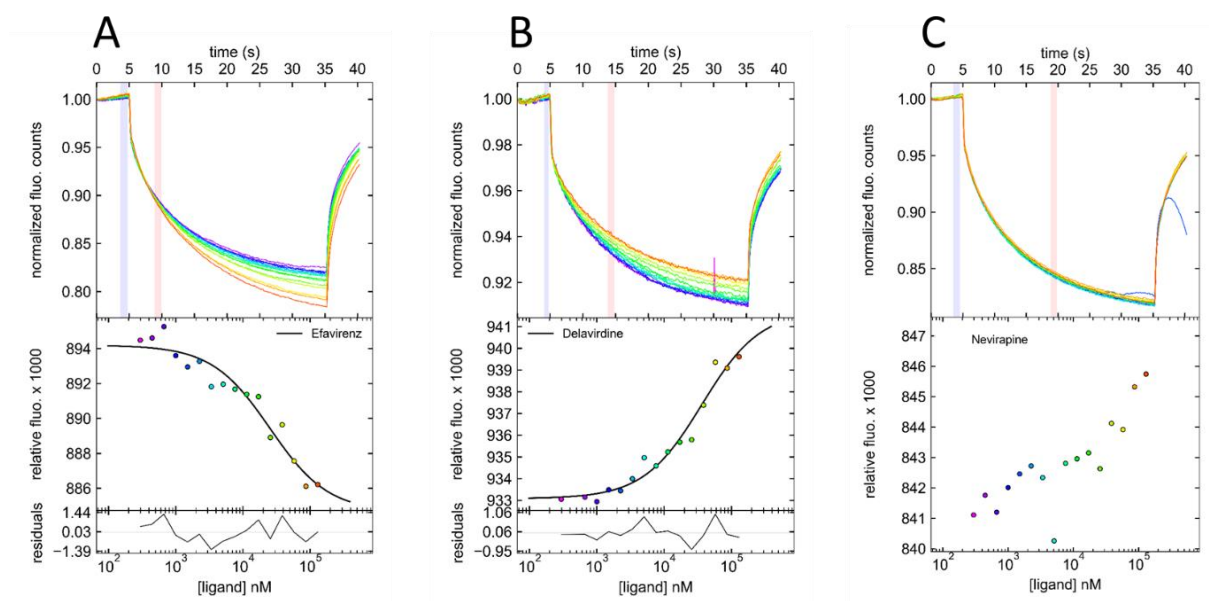 A
time (s)
0 5 10 15 20 25 30 35 40
normalized fluo. counts
1.00
0.95
0.90
0.85
0.80
relative fluo. x 1000
894
892
890
888
886
Efavirenz
residuals
1.44
0.03
-1.39
10² 10³ 10⁴ 10⁵
[ligand] nM
B
time (s)
0 5 10 15 20 25 30 35 40
normalized fluo. counts
1.00
0.98
0.96
0.94
0.92
relative fluo. x 1000
941
940
939
938
937
936
935
934
933
Delavirdine
residuals
1.06
0.06
-0.95
10² 10³ 10⁴ 10⁵
[ligand] nM
C
time (s)
0 5 10 15 20 25 30 35 40
normalized fluo. counts
1.00
0.95
0.90
0.85
relative fluo. x 1000
847
846
845
844
843
842
841
840
Nevirapine
10² 10³ 10⁴ 10⁵
[ligand] nM